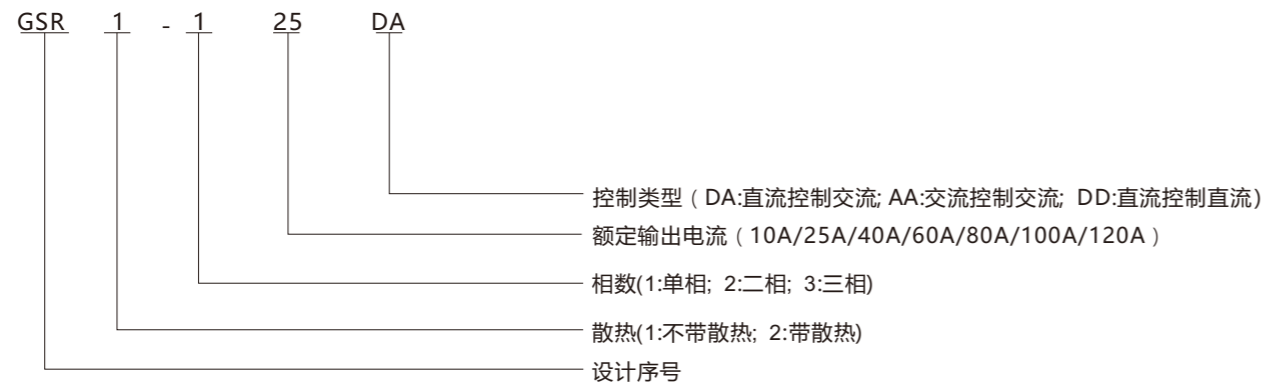 GSR 1 - 1 25 DA
控制类型（DA:直流控制交流; AA:交流控制交流; DD:直流控制直流)
额定输出电流（10A/25A/40A/60A/80A/100A/120A）
相数(1:单相; 2:二相; 3:三相)
散热(1:不带散热; 2:带散热)
设计序号